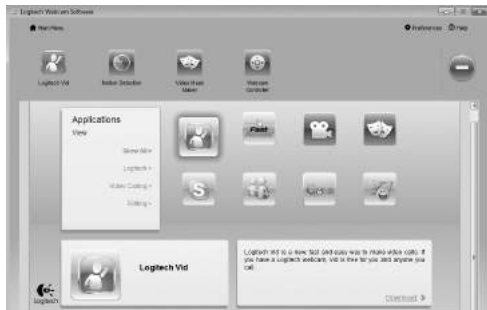 Logitech Webcam Software
Main Menu
Preferences
Help
Logitech Vid
Motion Detection
Video Mask
Maker
Webcam
Controller
Applications
View
Show All
Logitech
Video Calling
Editing
Fast
S
Logitech Vid
Logitech Vid is a new fast and easy way to make video calls. If
you have a Logitech webcam, vid is free for you and anyone you
call.
Download
Logitech